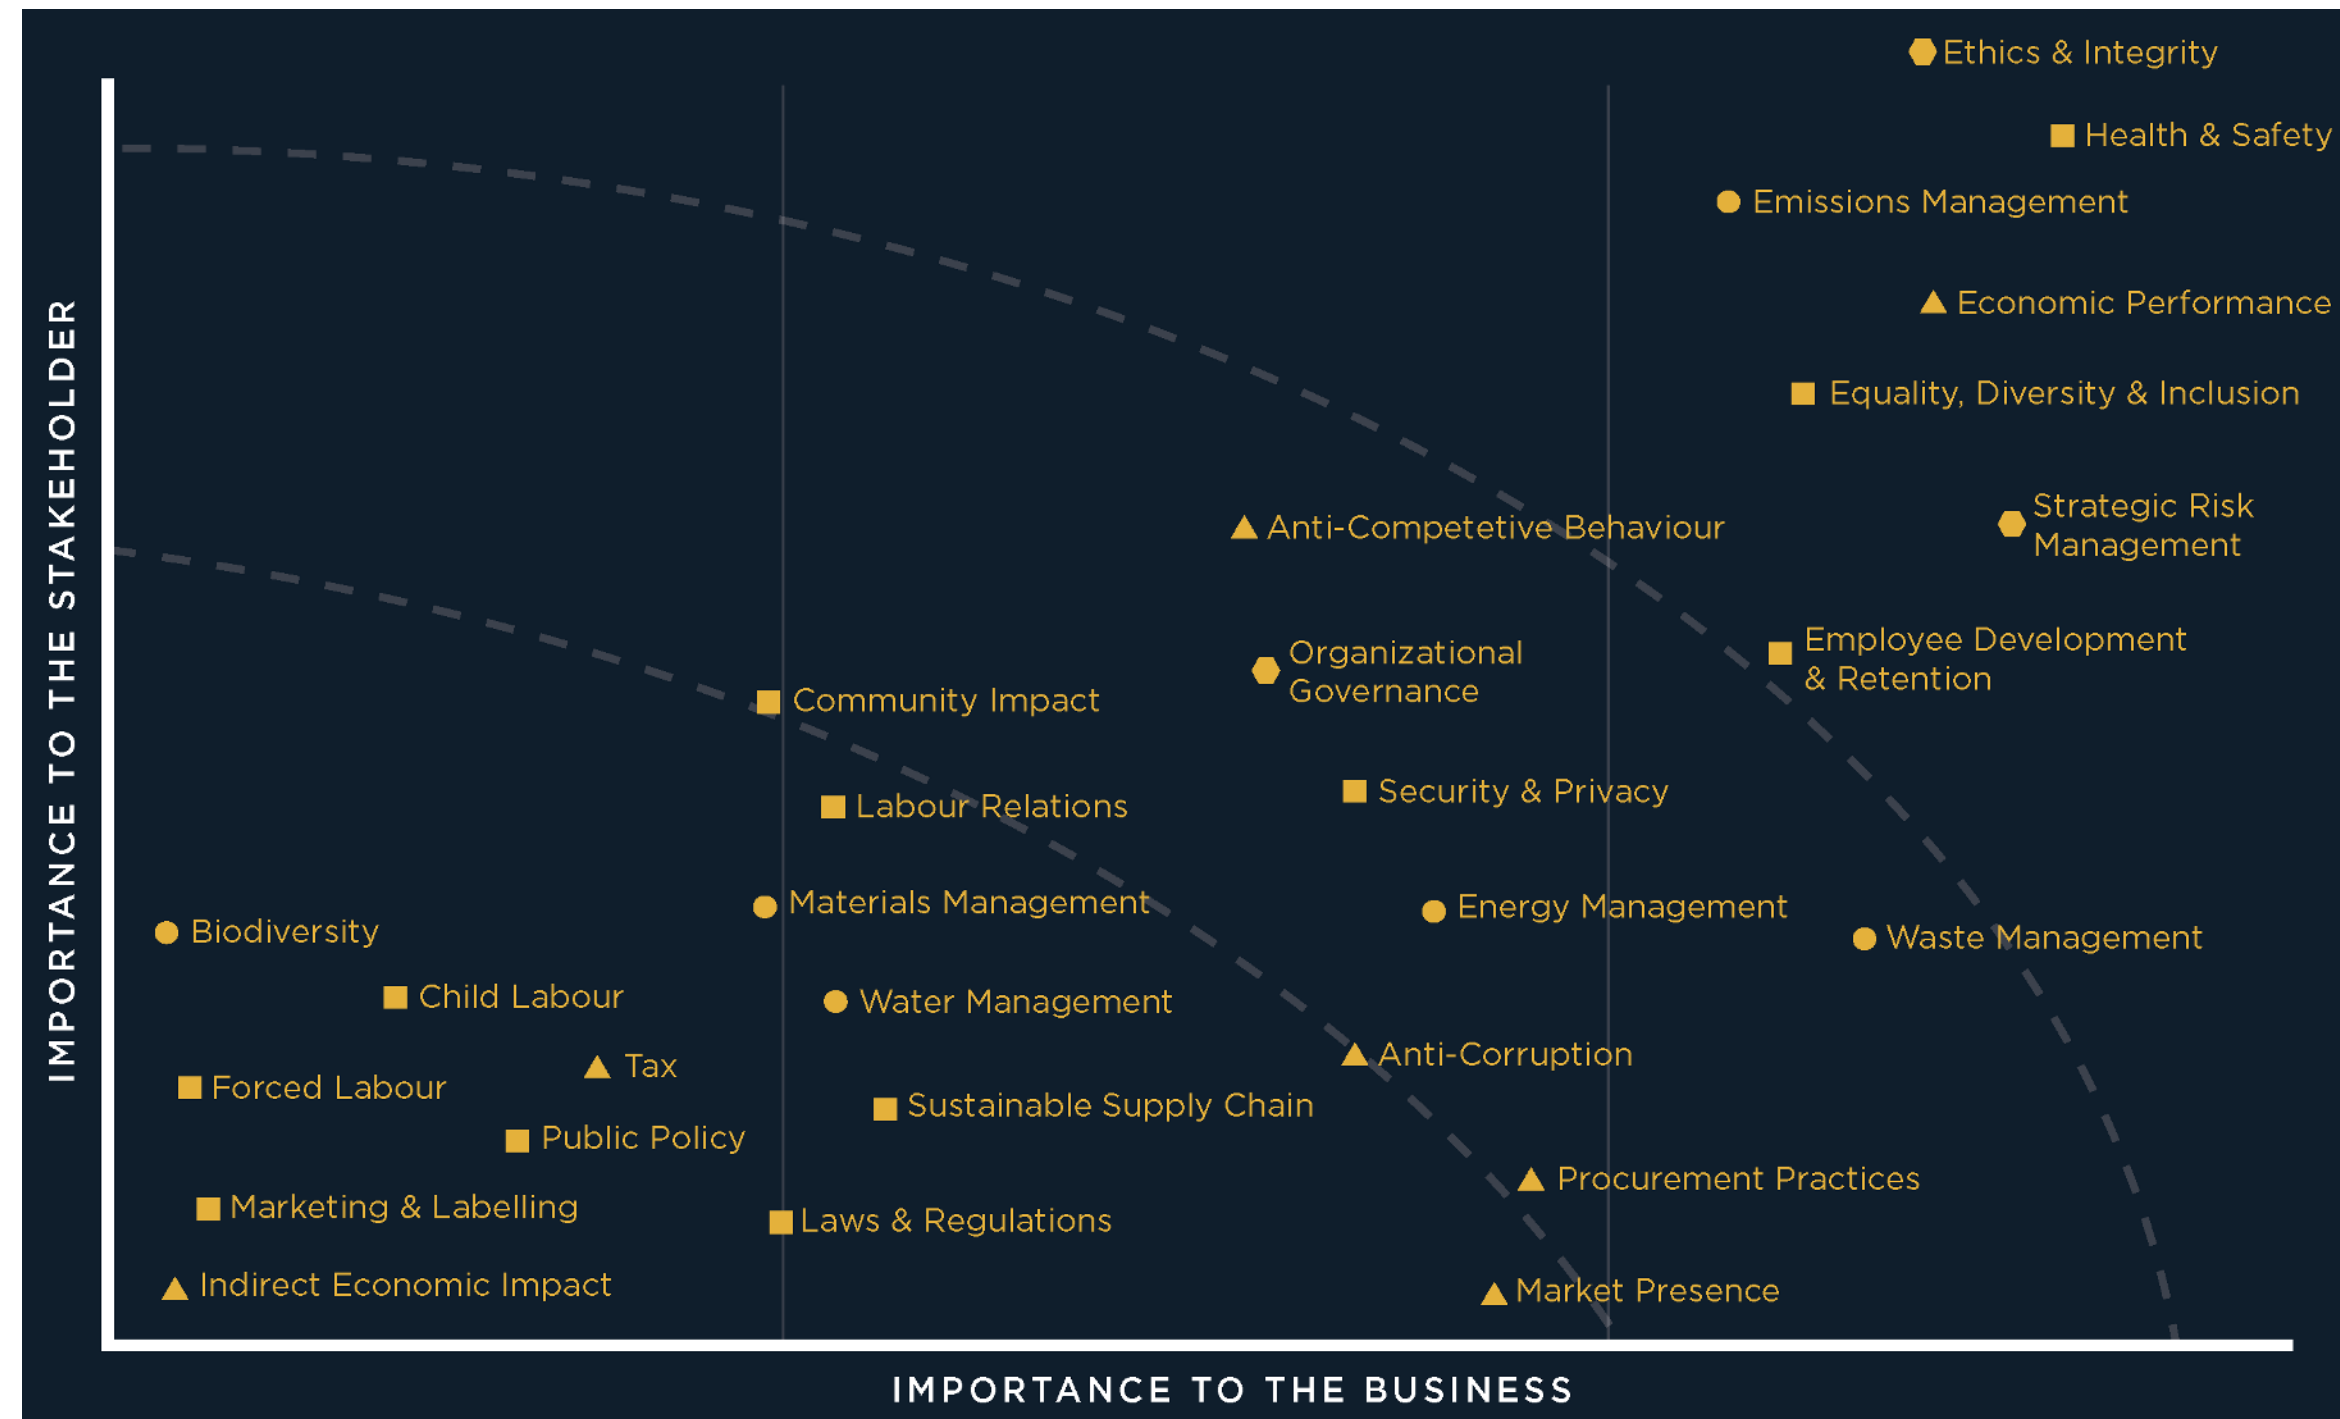 Ethics & Integrity
Health & Safety
Emissions Management
Economic Performance
Equality, Diversity & Inclusion
Strategic Risk
Management
Anti-Competetive Behaviour
Employee Development
& Retention
Organizational
Governance
Community Impact
Security & Privacy
Labour Relations
Materials Management
Energy Management
Biodiversity
Waste Management
Child Labour
Water Management
Anti-Corruption
Tax
Forced Labour
Sustainable Supply Chain
Public Policy
Procurement Practices
Marketing & Labelling
Laws & Regulations
Indirect Economic Impact
Market Presence
IMPORTANCE TO THE STAKEHOLDER
IMPORTANCE TO THE BUSINESS